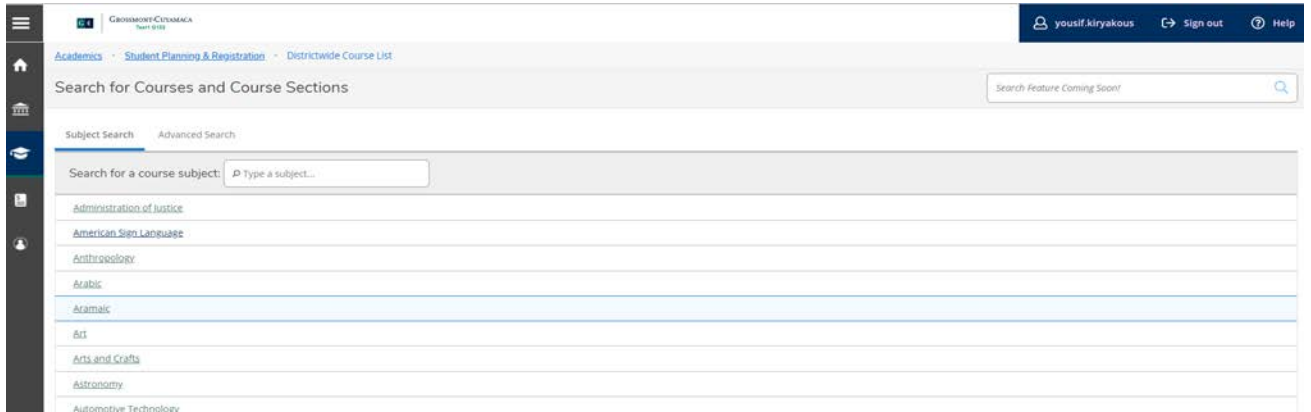 GROSSMONT-CUYAMACA
yousif.kiryakous Sign out Help
Academics Student Planning & Registration Districtwide Course List
Search for Courses and Course Sections
Search Feature Coming Soon!
Subject Search Advanced Search
Search for a course subject: Type a subject...
Administration of Justice
American Sign Language
Anthropology
Arabic
Aramaic
Art
Arts and Crafts
Astronomy
Automotive Technology